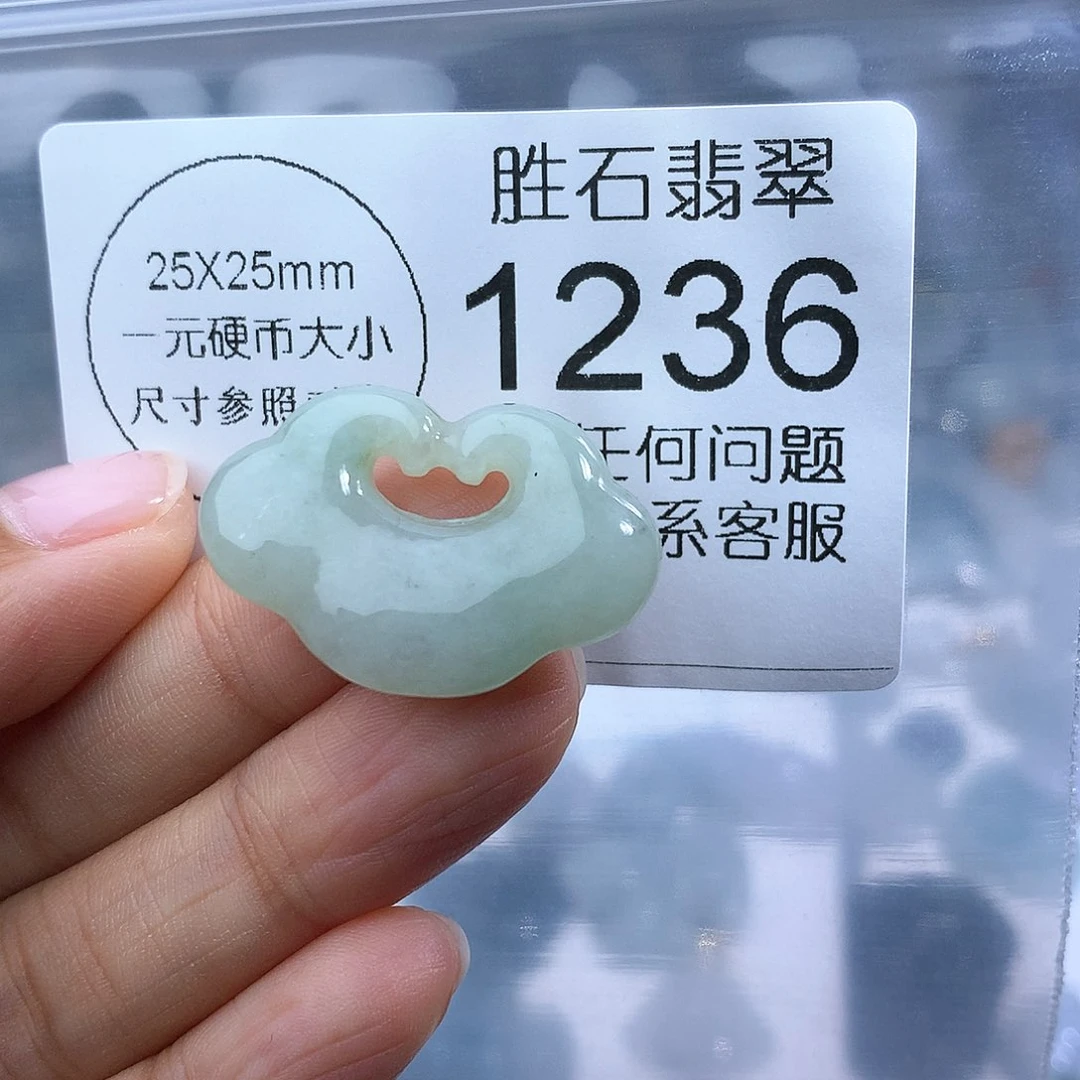 25X25mm
一元硬币大小
尺寸参照
胜石翡翠
1236
任何问题
系客服